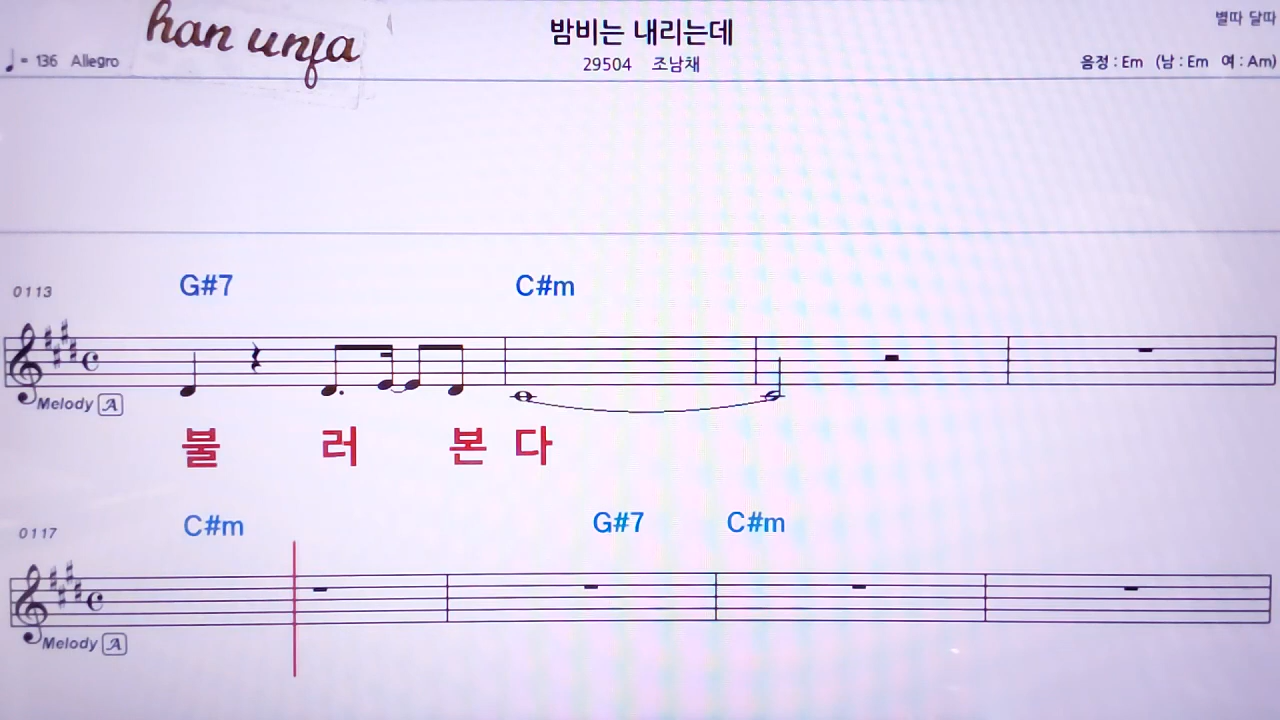 han unja
밤비는 내리는데
별따 달따
♩= 136 Allegro
29504 조남채
음정 : Em (남 : Em 여 : Am)
0113
G#7 C#m
Melody A
불 러 본 다
0117
C#m G#7 C#m
Melody A